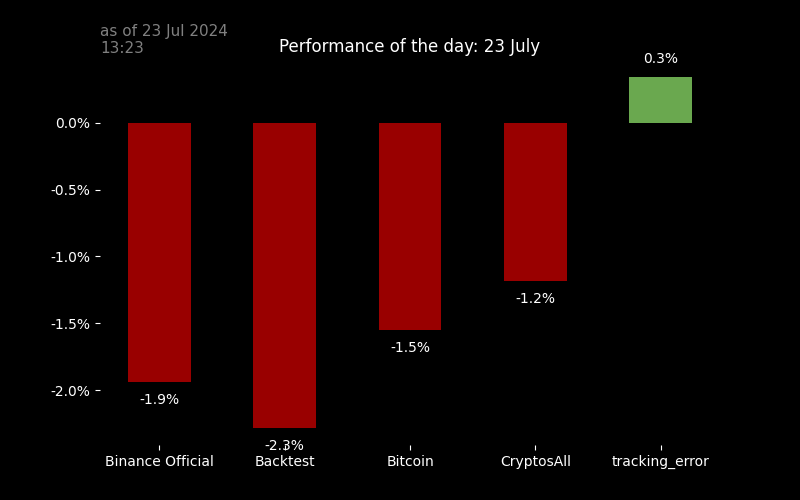 as of 23 Jul 2024
13:23
Performance of the day: 23 July
0.3%
0.0%
-0.5%
-1.0%
-1.5%
-2.0%
-1.9%
-2.3%
-1.5%
-1.2%
Binance Official
Backtest
Bitcoin
CryptosAll
tracking_error